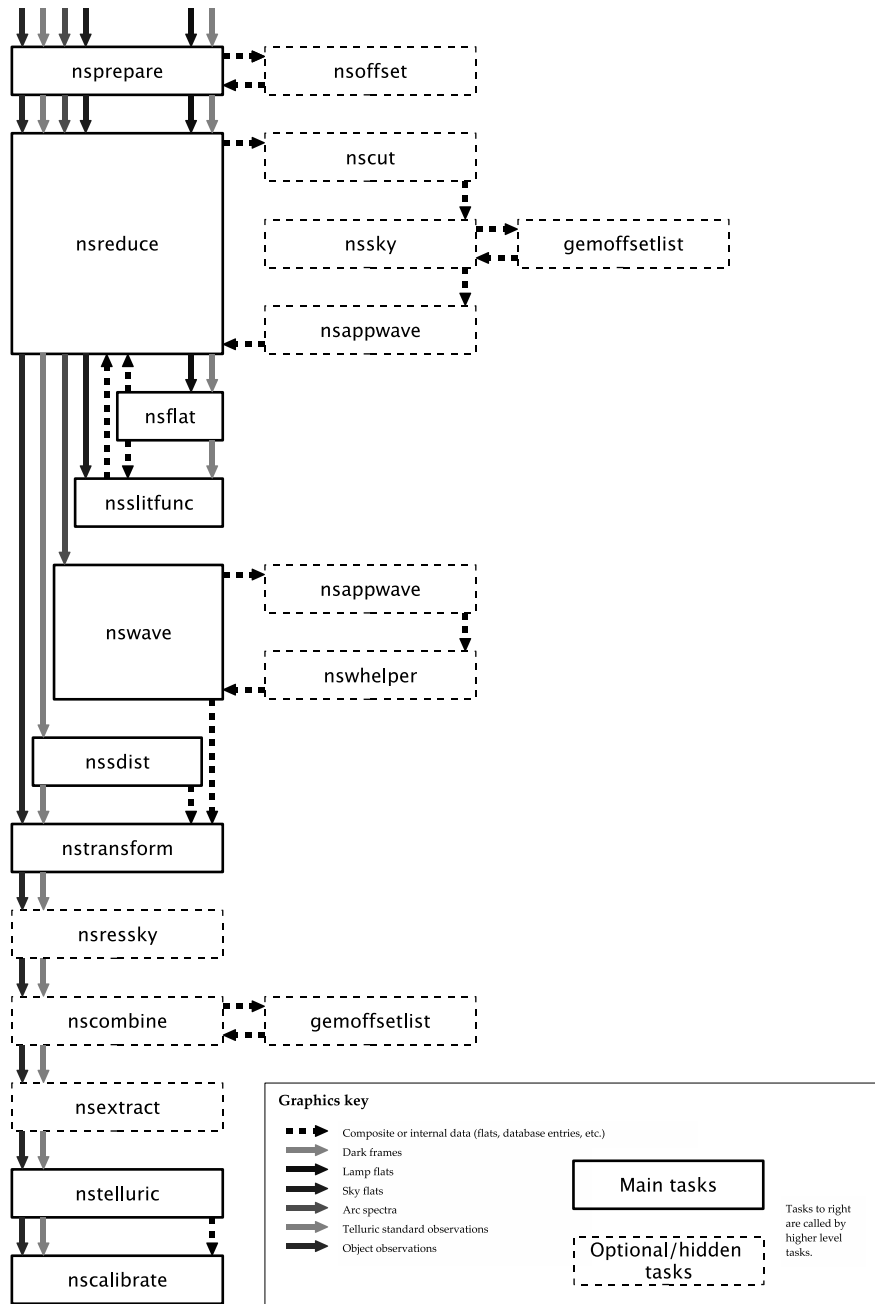 nsprepare
nsoffset
nscut
nsreduce
nssky
gemoffsetlist
nsappwave
nsflat
nsslitfunc
nsappwave
nswave
nswhelper
nssdist
nstransform
nsressky
nscombine
gemoffsetlist
nsextract
nstelluric
nscalibrate
Graphics key
Composite or internal data (flats, database entries, etc.)
Dark frames
Lamp flats
Sky flats
Arc spectra
Telluric standard observations
Object observations
Main tasks
Optional/hidden
tasks
Tasks to right
are called by
higher level
tasks.